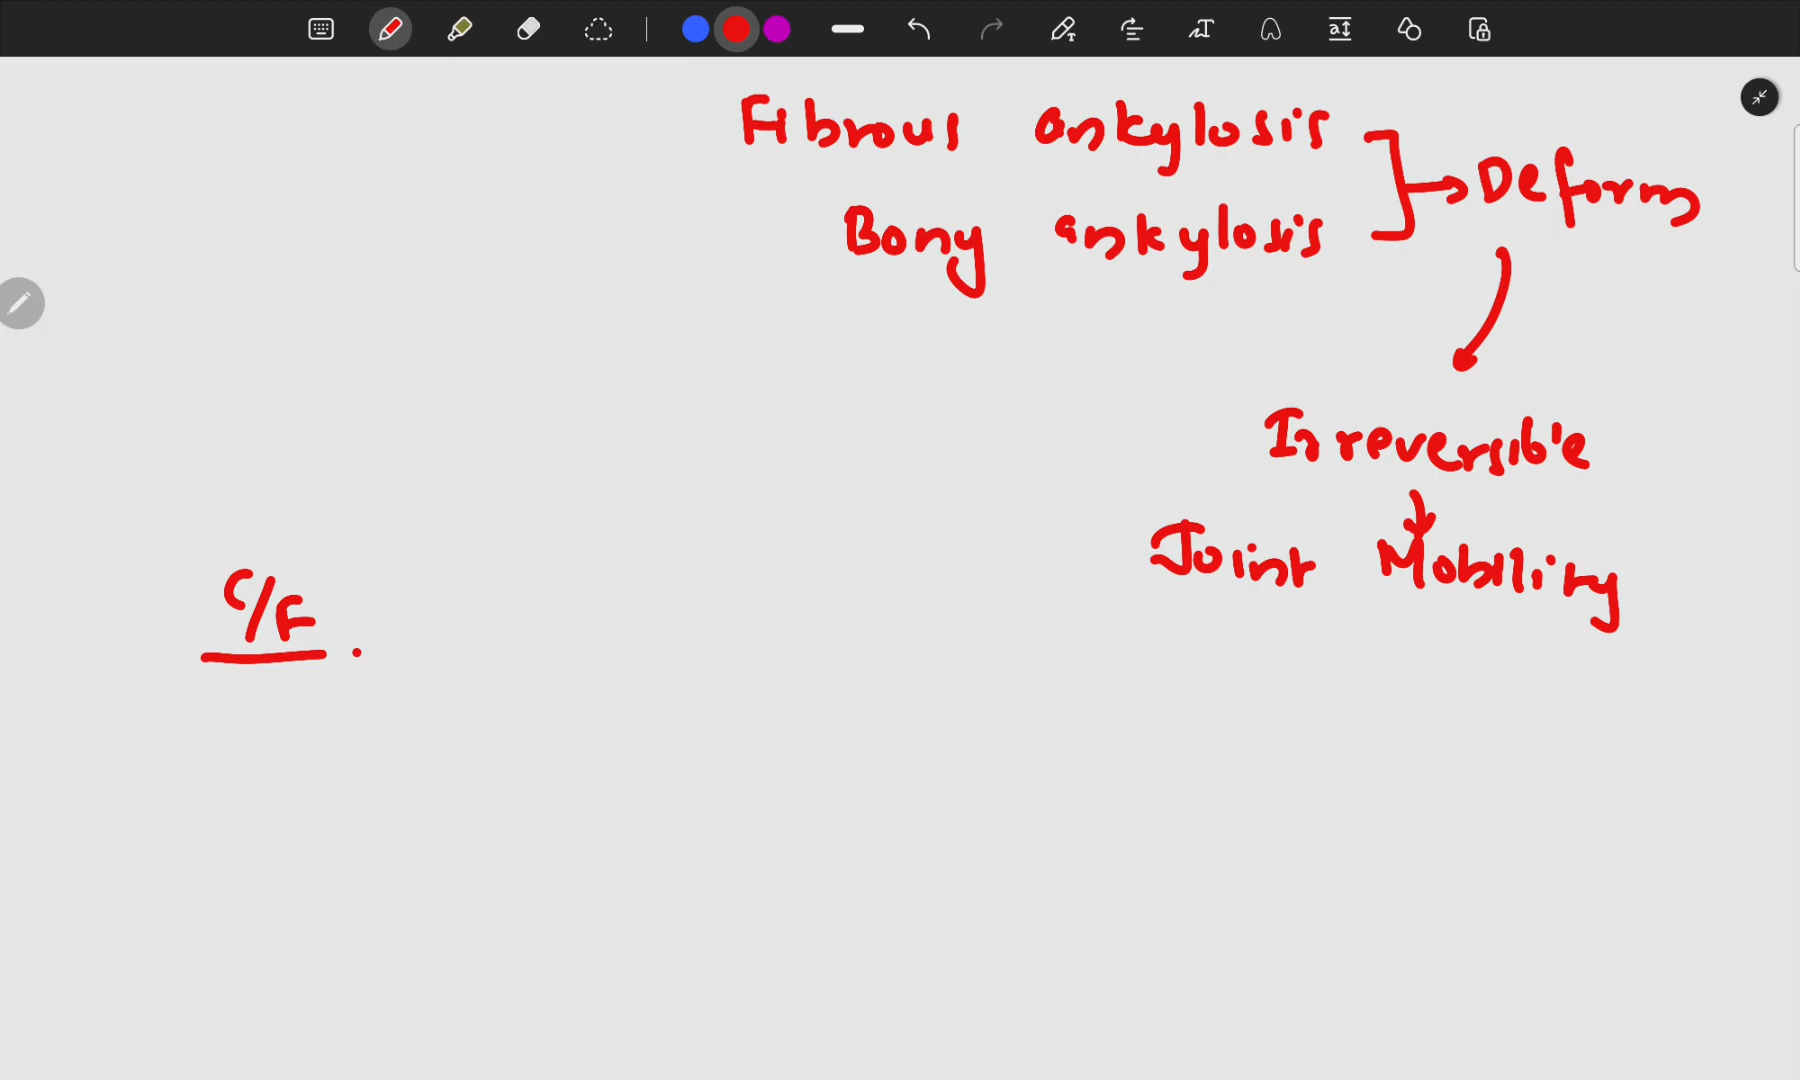 Fibrous ankylosis
Bony ankylosis
Deform
Irreversible
Joint Mobility
C/F